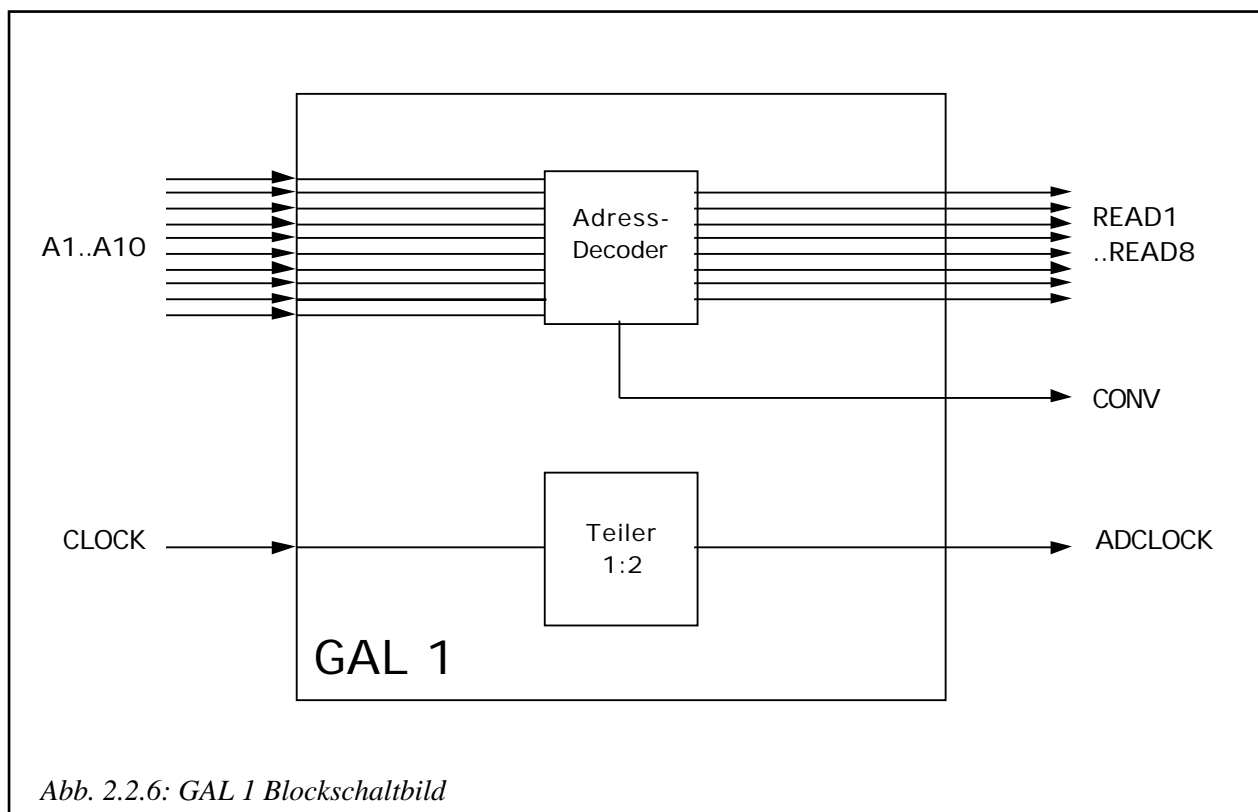 Adress-
Decoder
A1..A10
READ1
..READ8
CONV
CLOCK
Teiler
1:2
ADCLOCK
GAL 1
Abb. 2.2.6: GAL 1 Blockschaltbild